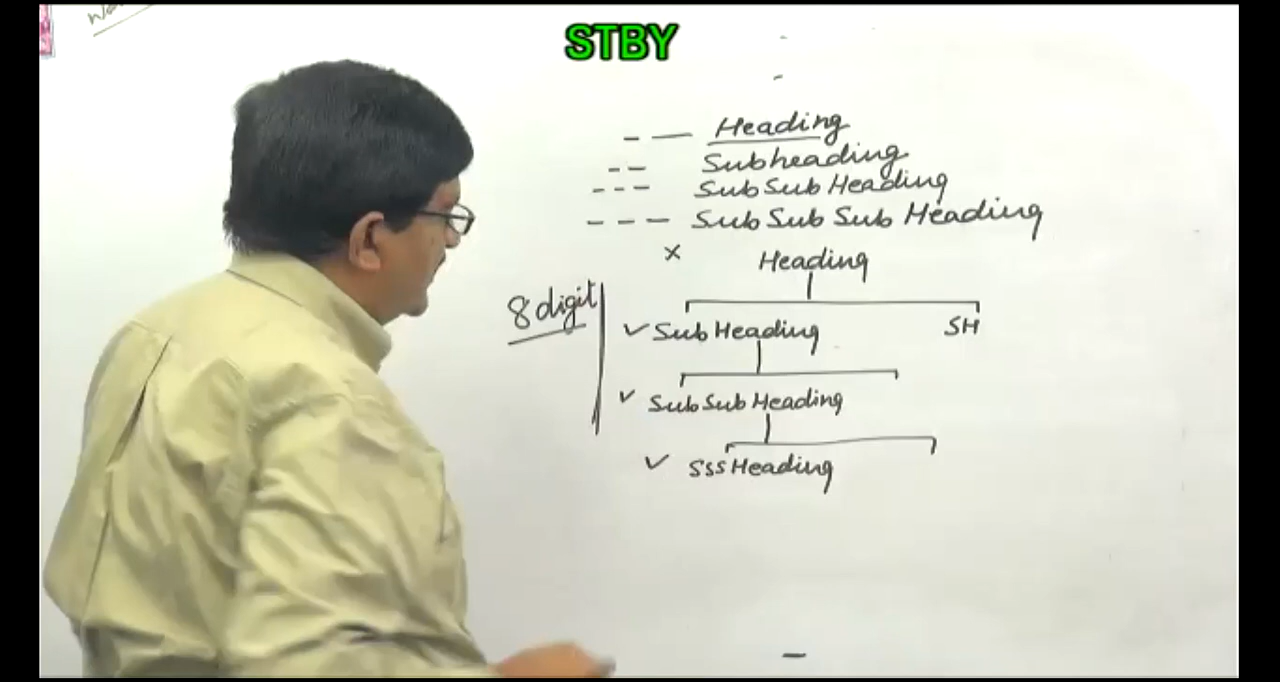 STBY
- — Heading
-- Subheading
--- Sub Sub Heading
--- Sub Sub Sub Heading
× Heading
8 digit
✓ Sub Heading SH
✓ Sub Sub Heading
✓ SSS Heading